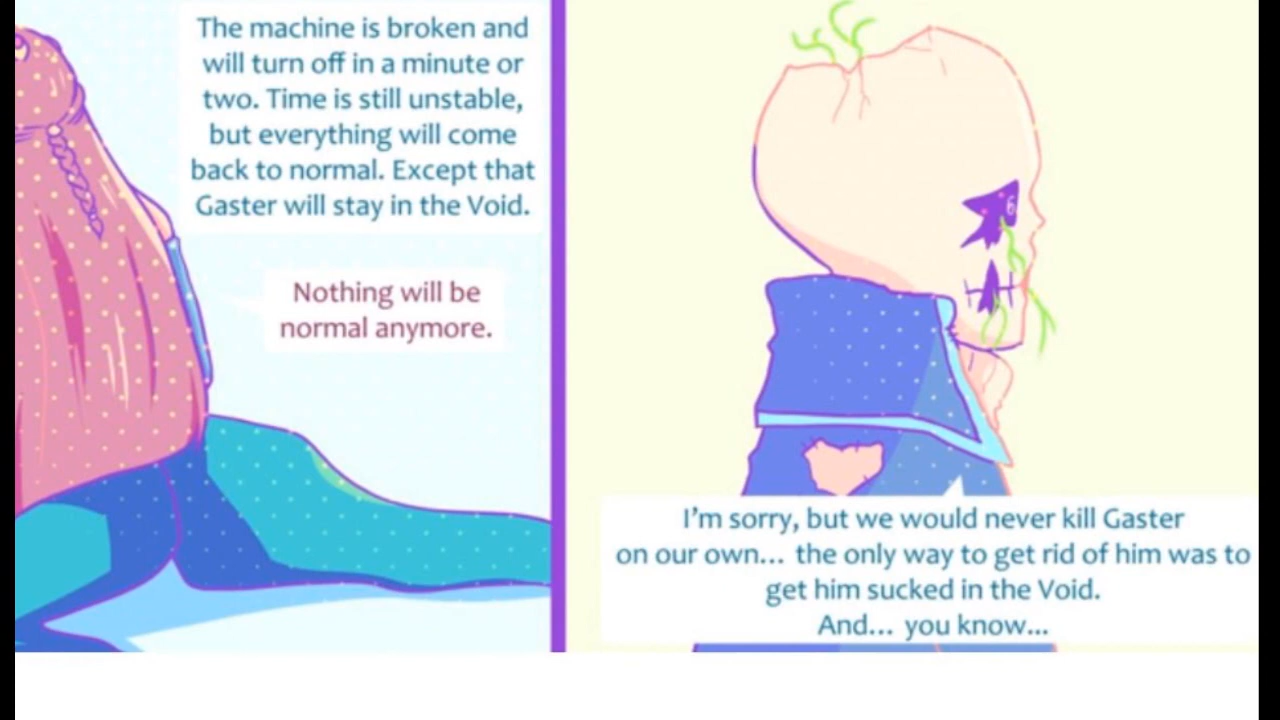 The machine is broken and
will turn off in a minute or
two. Time is still unstable,
but everything will come
back to normal. Except that
Gaster will stay in the Void.
Nothing will be
normal anymore.
I'm sorry, but we would never kill Gaster
on our own... the only way to get rid of him was to
get him sucked in the Void.
And... you know...